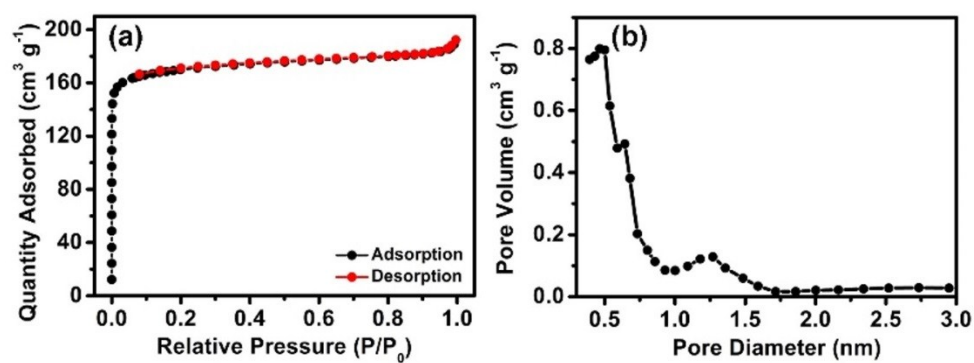 (a)
Quantity Adsorbed (cm³ g⁻¹)
200
160
120
80
40
0
Adsorption
Desorption
0.0 0.2 0.4 0.6 0.8 1.0
Relative Pressure (P/P₀)
(b)
Pore Volume (cm³ g⁻¹)
0.8
0.6
0.4
0.2
0.0
0.5 1.0 1.5 2.0 2.5 3.0
Pore Diameter (nm)